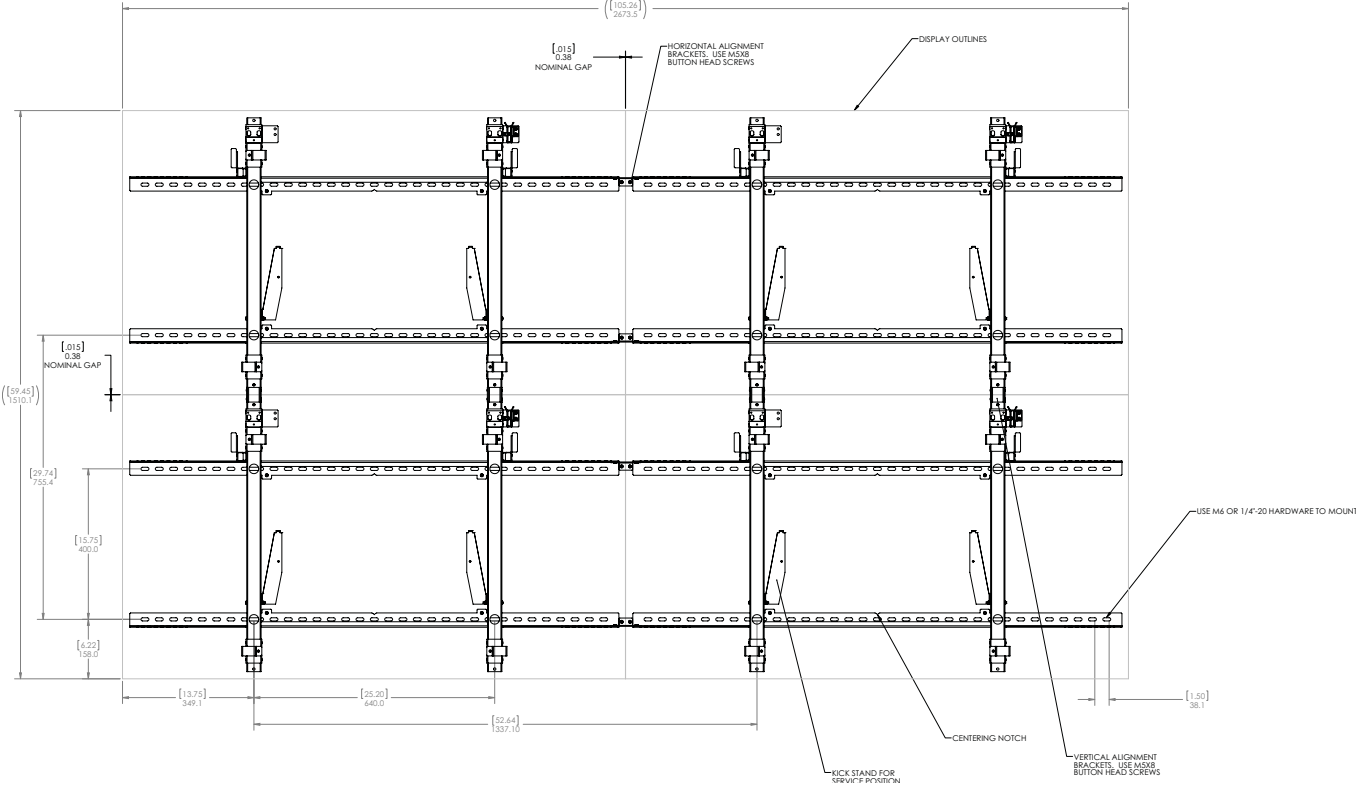 [105.26]
2673.5
[.015]
0.38
NOMINAL GAP
HORIZONTAL ALIGNMENT
BRACKETS. USE M5X8
BUTTON HEAD SCREWS
DISPLAY OUTLINES
[.015]
0.38
NOMINAL GAP
[59.45]
1510.1
[29.74]
755.4
[15.75]
400.0
[6.22]
158.0
[13.75]
349.1
[25.20]
640.0
[52.64]
1337.10
USE M6 OR 1/4"-20 HARDWARE TO MOUNT
[1.50]
38.1
CENTERING NOTCH
VERTICAL ALIGNMENT
BRACKETS. USE M5X8
BUTTON HEAD SCREWS
KICK STAND FOR
SERVICE POSITION